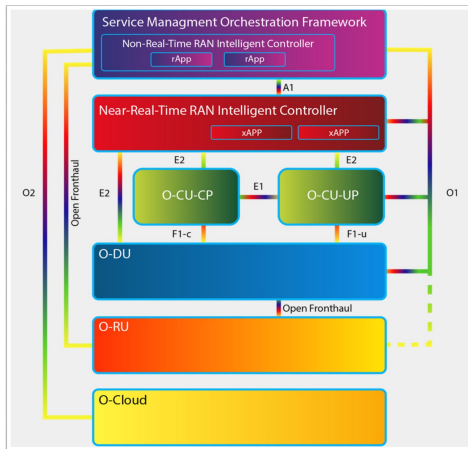 Service Managment Orchestration Framework
Non-Real-Time RAN Intelligent Controller
rApp
rApp
A1
Near-Real-Time RAN Intelligent Controller
xAPP
xAPP
O2
Open Fronthaul
E2
E2
E2
O1
O-CU-CP
E1
O-CU-UP
F1-c
F1-u
O-DU
Open Fronthaul
O-RU
O-Cloud